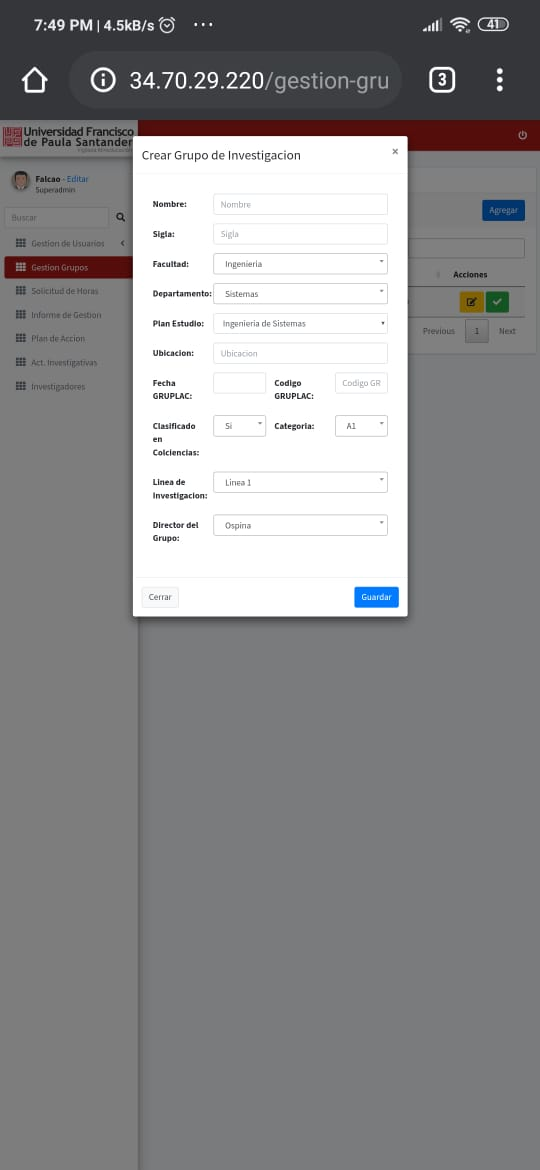 7:49 PM | 4.5kB/s ...
41
34.70.29.220/gestion-gru
3
Universidad Francisco
de Paula Santander
Falcao - Editar
Superadmin
Buscar
Gestion de Usuarios
Gestion Grupos
Solicitud de Horas
Informe de Gestion
Plan de Accion
Act. Investigativas
Investigadores
Agregar
Acciones
Previous 1 Next
Crear Grupo de Investigacion ×
Nombre: Nombre
Sigla: Sigla
Facultad: Ingenieria
Departamento: Sistemas
Plan Estudio: Ingenieria de Sistemas
Ubicacion: Ubicacion
Fecha
GRUPLAC:
Codigo
GRUPLAC:
Codigo GR
Clasificado
en
Colciencias:
Si
Categoria: A1
Linea de
Investigacion:
Linea 1
Director del
Grupo:
Ospina
Cerrar Guardar